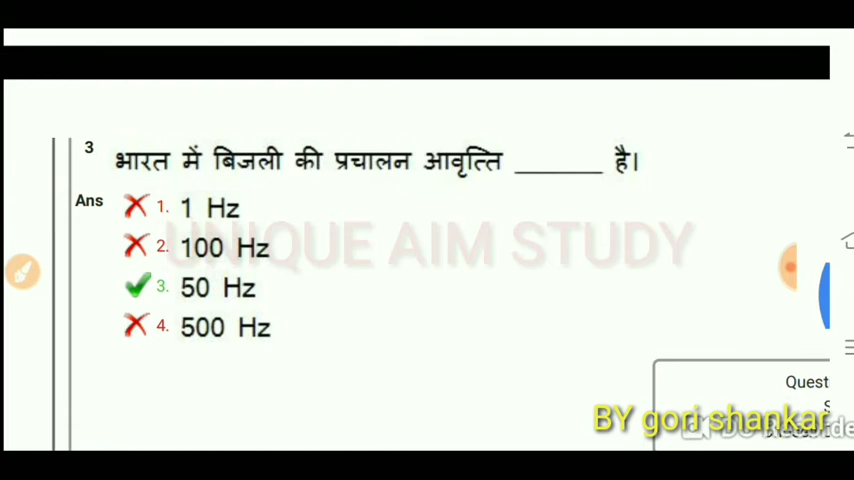 3
भारत में बिजली की प्रचालन आवृत्ति ______ है।
Ans
1. 1 Hz
2. 100 Hz
3. 50 Hz
4. 500 Hz
UNIQUE AIM STUDY
Quest
S
BY gori shankar